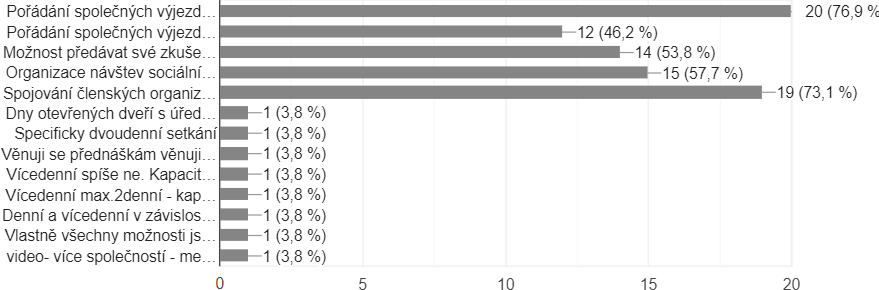 Pořádání společných výjezd… 20 (76,9 %
Pořádání společných výjezd… 12 (46,2 %)
Možnost předávat své zkuše… 14 (53,8 %)
Organizace návštev sociální… 15 (57,7 %)
Spojování členských organiz… 19 (73,1 %)
Dny otevřených dveří s úřed… 1 (3,8 %)
Specificky dvoudenní setkání 1 (3,8 %)
Věnuji se přednáškám věnuji… 1 (3,8 %)
Vícedenní spíše ne. Kapacit… 1 (3,8 %)
Vícedenní max.2denní - kap… 1 (3,8 %)
Denní a vícedenní v závislos… 1 (3,8 %)
Vlastně všechny možnosti js… 1 (3,8 %)
video- více společností - me… 1 (3,8 %)
0 5 10 15 20